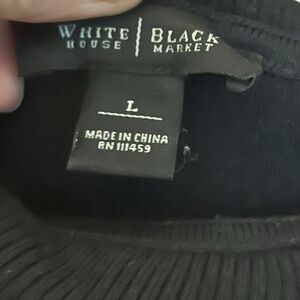 WHITE | BLACK
HOUSE | MARKET
L
MADE IN CHINA
RN 111459